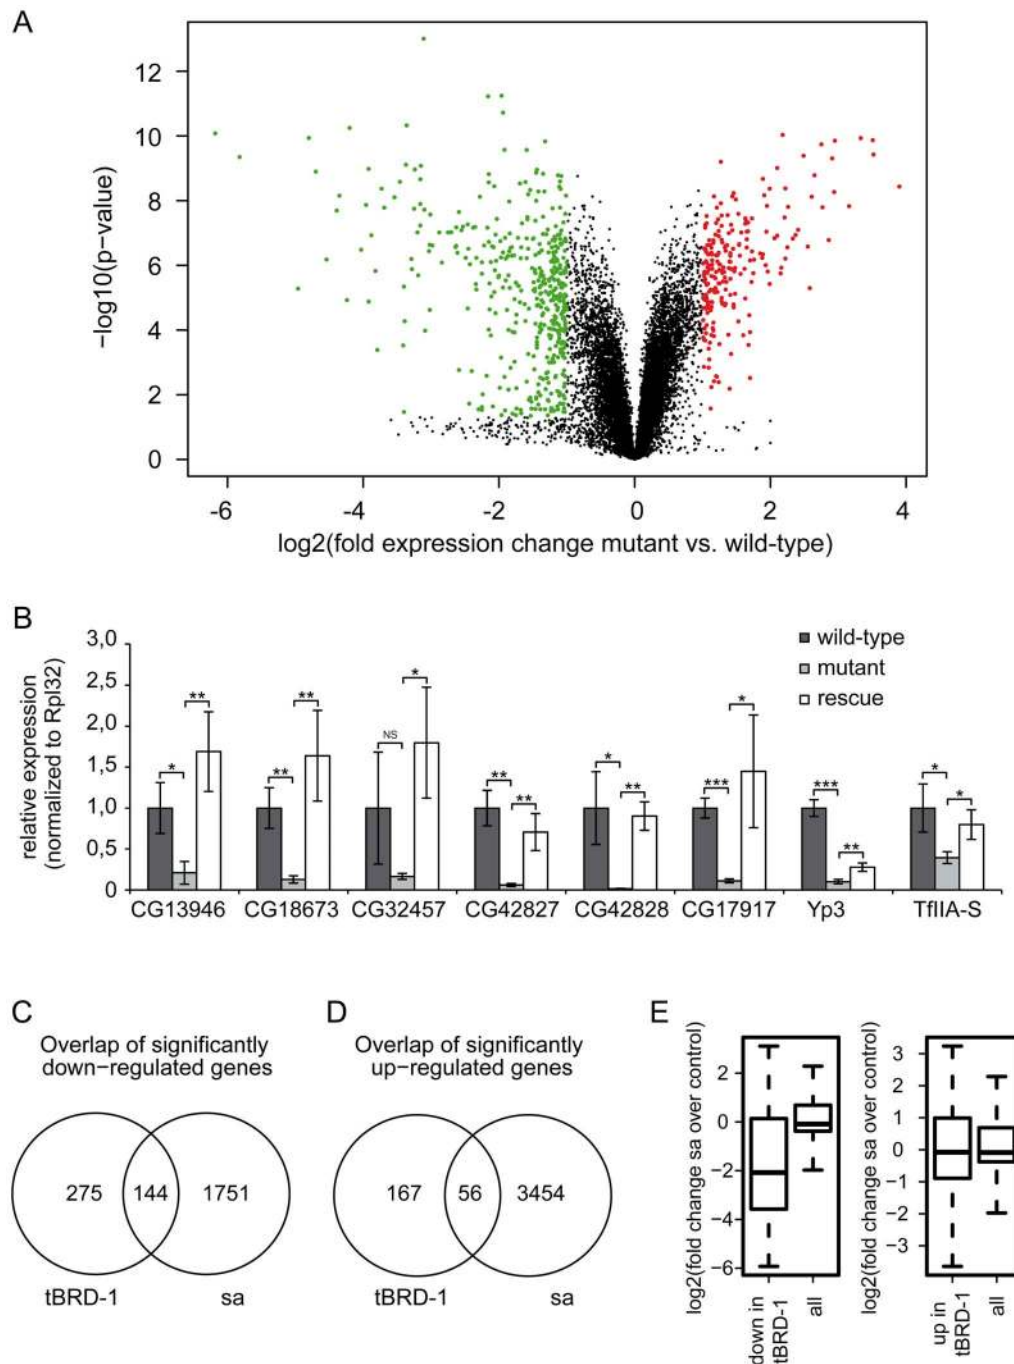 A
12
10
8
6
4
2
0
−log10(p−value)
-6
-4
-2
0
2
4
log2(fold expression change mutant vs. wild-type)
B
3,0
2,5
2,0
1,5
1,0
0,5
0
relative expression
(normalized to Rpl32)
wild-type
mutant
rescue
*
**
**
**
NS
*
**
**
*
**
***
*
***
**
*
*
CG13946
CG18673
CG32457
CG42827
CG42828
CG17917
Yp3
TfIIA-S
C
Overlap of significantly
down−regulated genes
275
144
1751
tBRD-1
sa
D
Overlap of significantly
up−regulated genes
167
56
3454
tBRD-1
sa
E
log2(fold change sa over control)
2
0
−2
−4
−6
down in
tBRD-1
all
log2(fold change sa over control)
3
2
1
0
−1
−2
−3
up in
tBRD-1
all